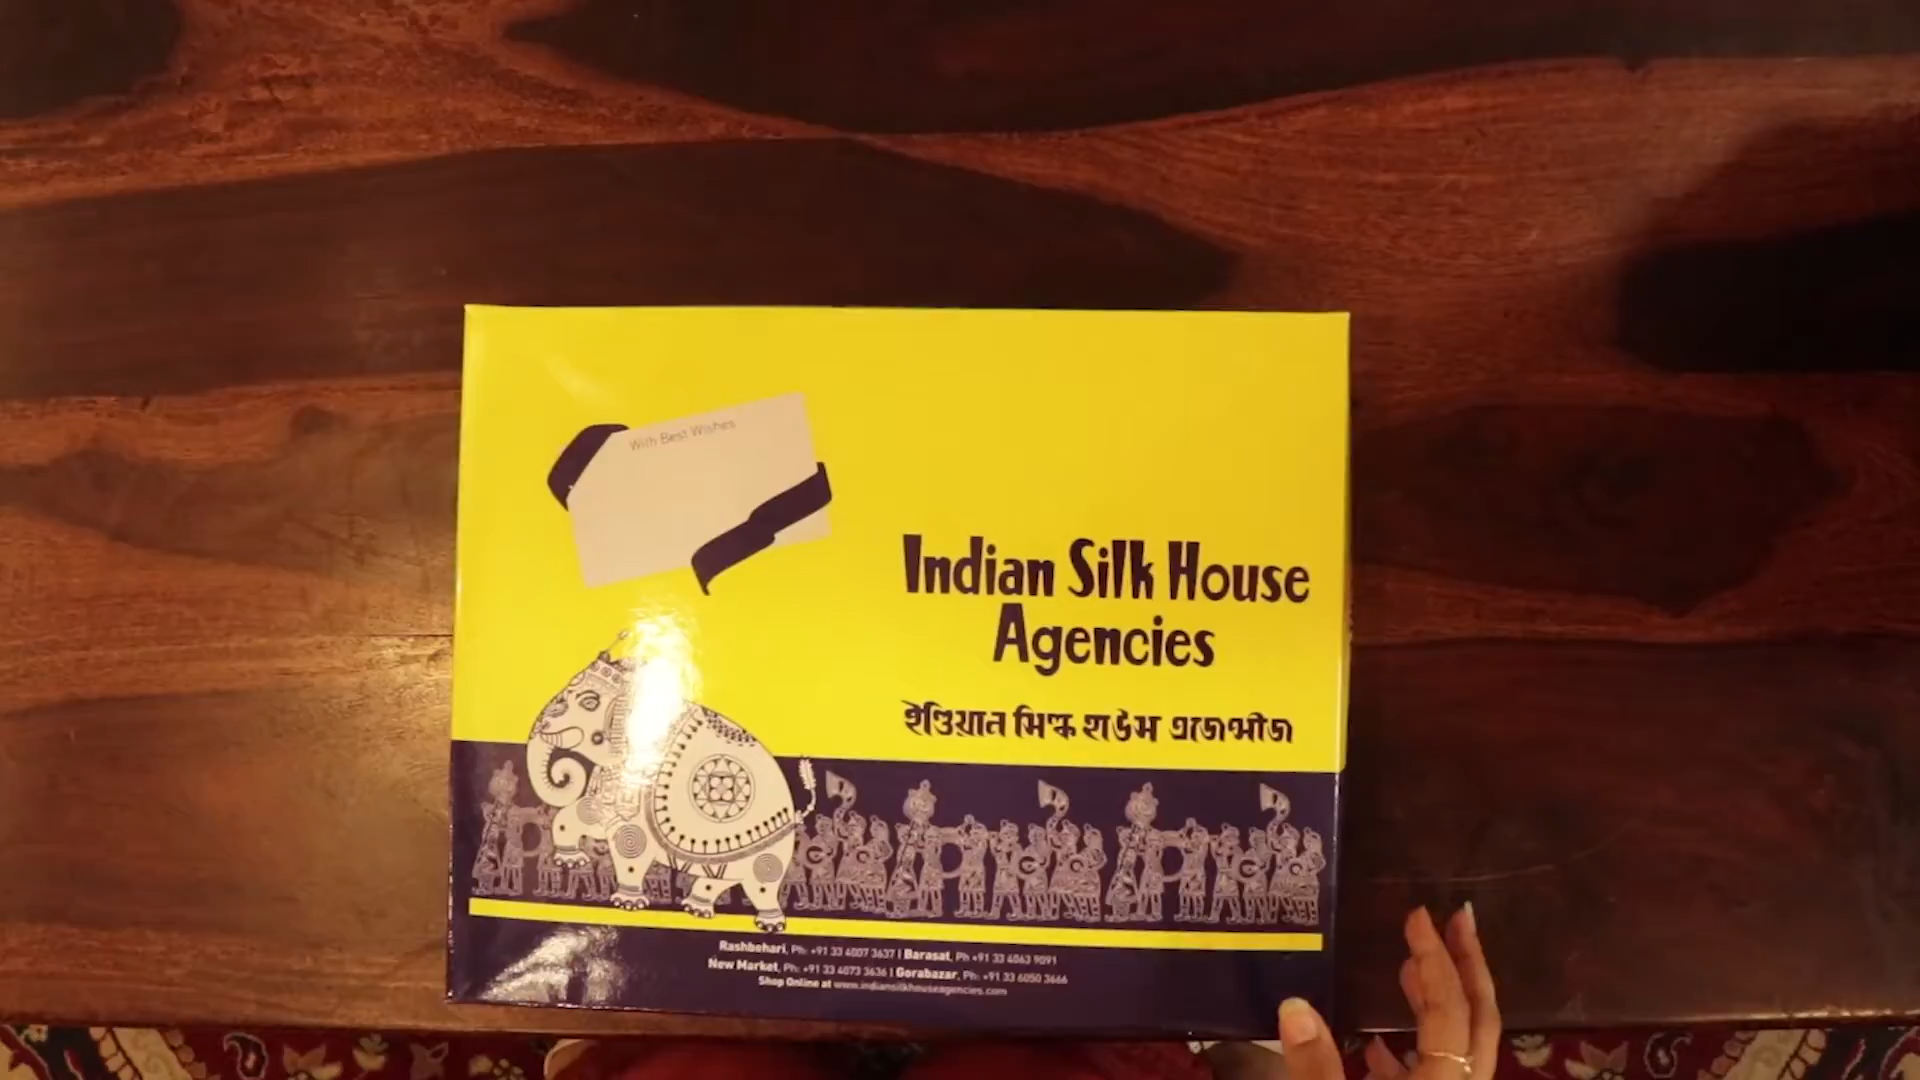 With Best Wishes
Indian Silk House
Agencies
ইণ্ডিয়ান সিল্ক হাউস এজেন্সীজ
Rashbehari, Ph: +91 33 4007 3637 | Barasat, Ph +91 33 4063 9091
New Market, Ph: +91 33 4073 3636 | Gorabazar, Ph: +91 33 6050 3666
Shop Online at www.indiansilkhouseagencies.com